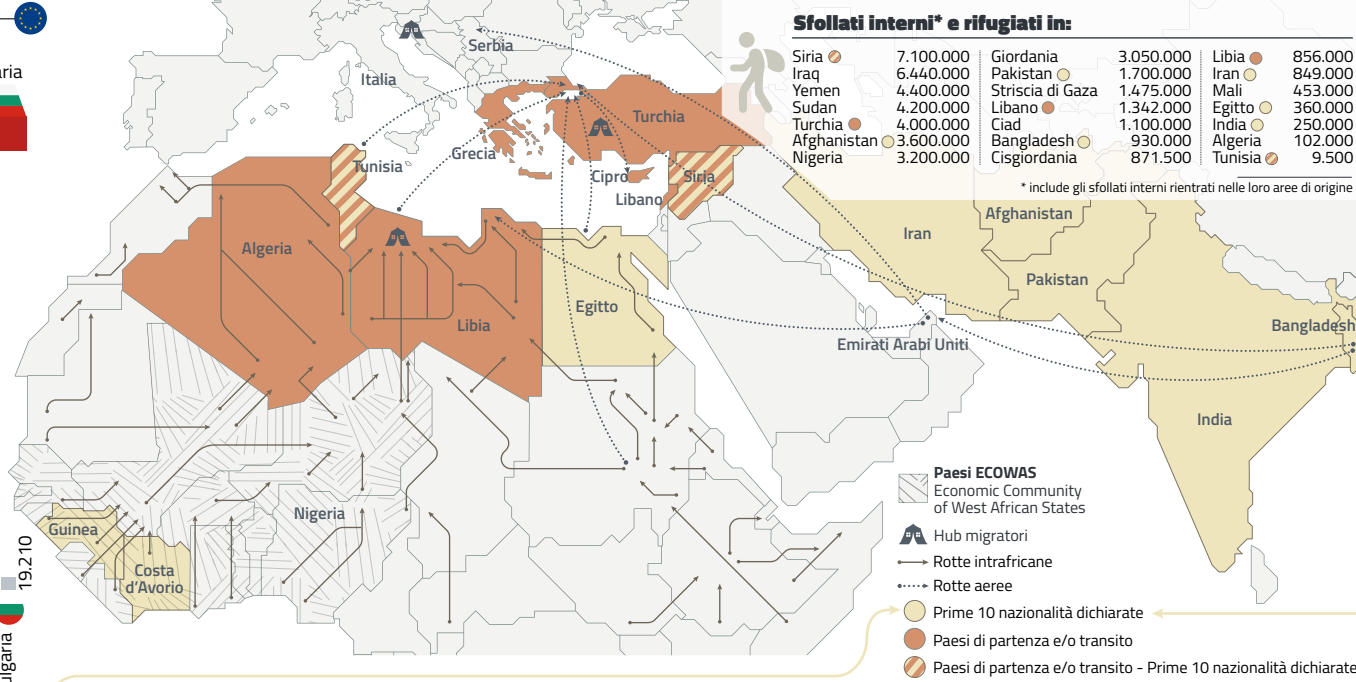 Sfollati interni* e rifugiati in:
Siria 7.100.000
Iraq 6.440.000
Yemen 4.400.000
Sudan 4.200.000
Turchia 4.000.000
Afghanistan 3.600.000
Nigeria 3.200.000
Giordania 3.050.000
Pakistan 1.700.000
Striscia di Gaza 1.475.000
Libano 1.342.000
Ciad 1.100.000
Bangladesh 930.000
Cisgiordania 871.500
Libia 856.000
Iran 849.000
Mali 453.000
Egitto 360.000
India 250.000
Algeria 102.000
Tunisia 9.500
* include gli sfollati interni rientrati nelle loro aree di origine
aria
Serbia
Italia
Turchia
Grecia
Tunisia
Cipro
Siria
Libano
Afghanistan
Iran
Algeria
Pakistan
Egitto
Libia
Bangladesh
Emirati Arabi Uniti
India
Nigeria
Guinea
Costa
d'Avorio
19.210
ulgaria
Paesi ECOWAS
Economic Community
of West African States
Hub migratori
Rotte intrafricane
Rotte aeree
Prime 10 nazionalità dichiarate
Paesi di partenza e/o transito
Paesi di partenza e/o transito - Prime 10 nazionalità dichiarate